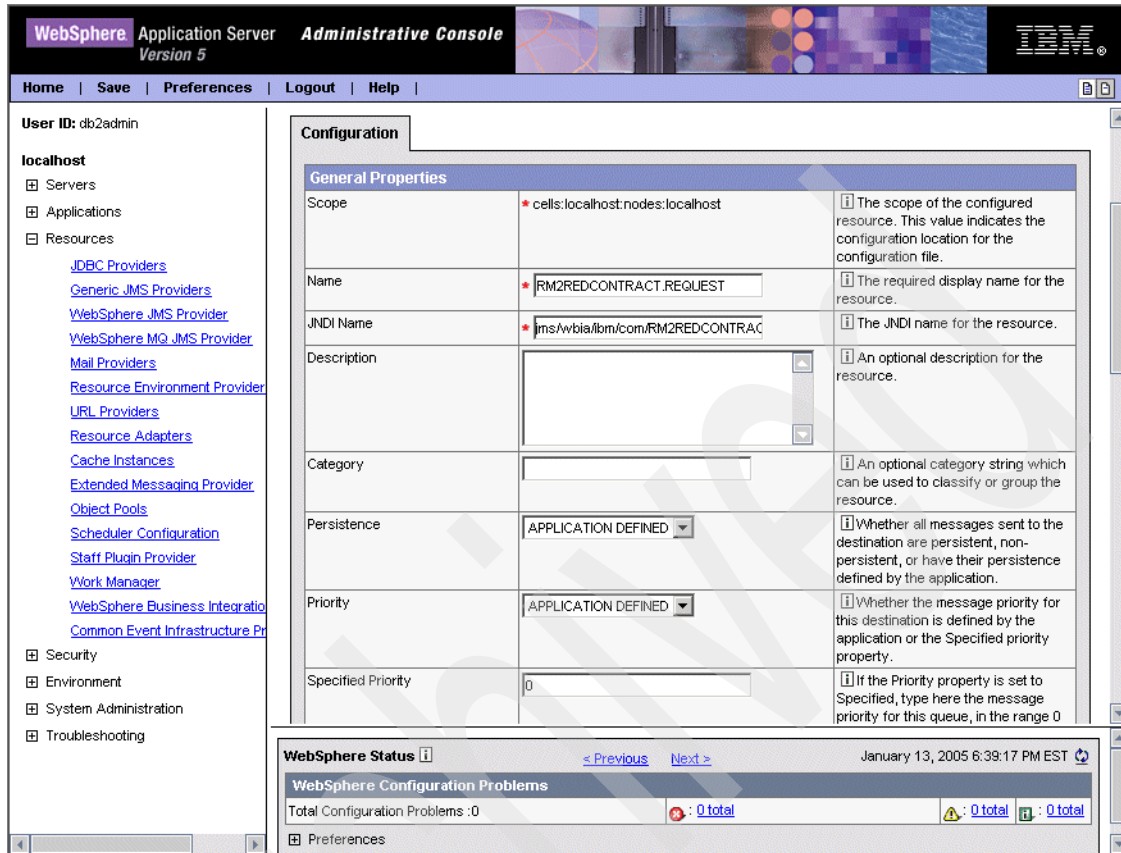 WebSphere. Application Server Administrative Console
Version 5
IBM®
Home | Save | Preferences | Logout | Help |
User ID: db2admin
localhost
Servers
Applications
Resources
JDBC Providers
Generic JMS Providers
WebSphere JMS Provider
WebSphere MQ JMS Provider
Mail Providers
Resource Environment Provider
URL Providers
Resource Adapters
Cache Instances
Extended Messaging Provider
Object Pools
Scheduler Configuration
Staff Plugin Provider
Work Manager
WebSphere Business Integratio
Common Event Infrastructure Pr
Security
Environment
System Administration
Troubleshooting
Configuration
General Properties
Scope
* cells:localhost:nodes:localhost
i The scope of the configured
resource. This value indicates the
configuration location for the
configuration file.
Name
* RM2REDCONTRACT.REQUEST
i The required display name for the
resource.
JNDI Name
* jms/wbia/ibm/com/RM2REDCONTRAC
i The JNDI name for the resource.
Description
i An optional description for the
resource.
Category
i An optional category string which
can be used to classify or group the
resource.
Persistence
APPLICATION DEFINED
i Whether all messages sent to the
destination are persistent, non-
persistent, or have their persistence
defined by the application.
Priority
APPLICATION DEFINED
i Whether the message priority for
this destination is defined by the
application or the Specified priority
property.
Specified Priority
0
i If the Priority property is set to
Specified, type here the message
priority for this queue, in the range 0
WebSphere Status i < Previous Next > January 13, 2005 6:39:17 PM EST
WebSphere Configuration Problems
Total Configuration Problems :0 : 0 total : 0 total : 0 total
Preferences